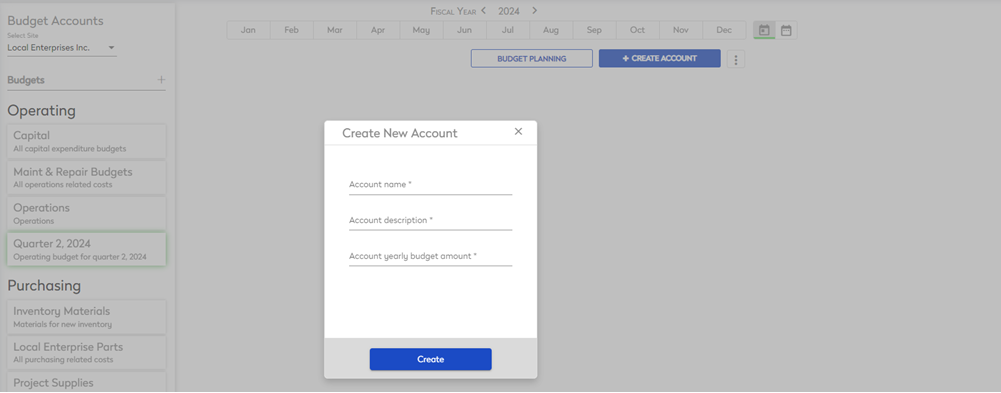 Budget Accounts
Select Site
Local Enterprises Inc.
Budgets
Operating
Capital
All capital expenditure budgets
Maint & Repair Budgets
All operations related costs
Operations
Operations
Quarter 2, 2024
Operating budget for quarter 2, 2024
Purchasing
Inventory Materials
Materials for new inventory
Local Enterprise Parts
All purchasing related costs
Project Supplies
Fiscal Year < 2024 >
Jan Feb Mar Apr May Jun Jul Aug Sep Oct Nov Dec
BUDGET PLANNING + CREATE ACCOUNT
Create New Account
Account name *
Account description *
Account yearly budget amount *
Create